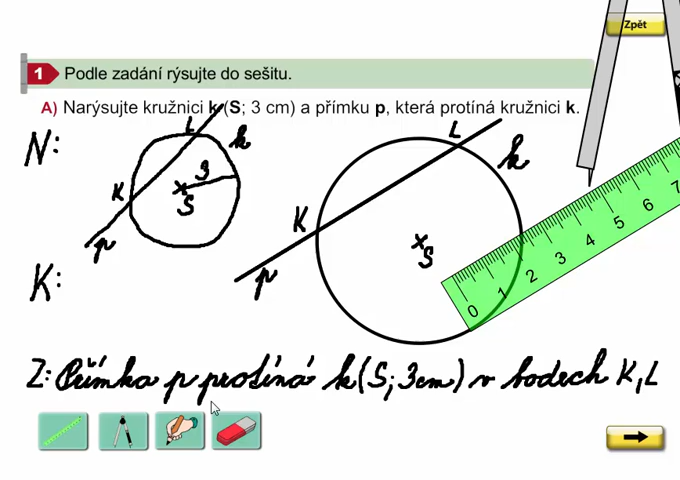 Zpět
1 Podle zadání rýsujte do sešitu.
A) Narýsujte kružnici k (S; 3 cm) a přímku p, která protíná kružnici k.
N:
L
k
3
K
S
p
L
k
K
S
p
0 1 2 3 4 5 6 7
K:
Z: Přímka p protíná k(S; 3cm) v bodech K, L